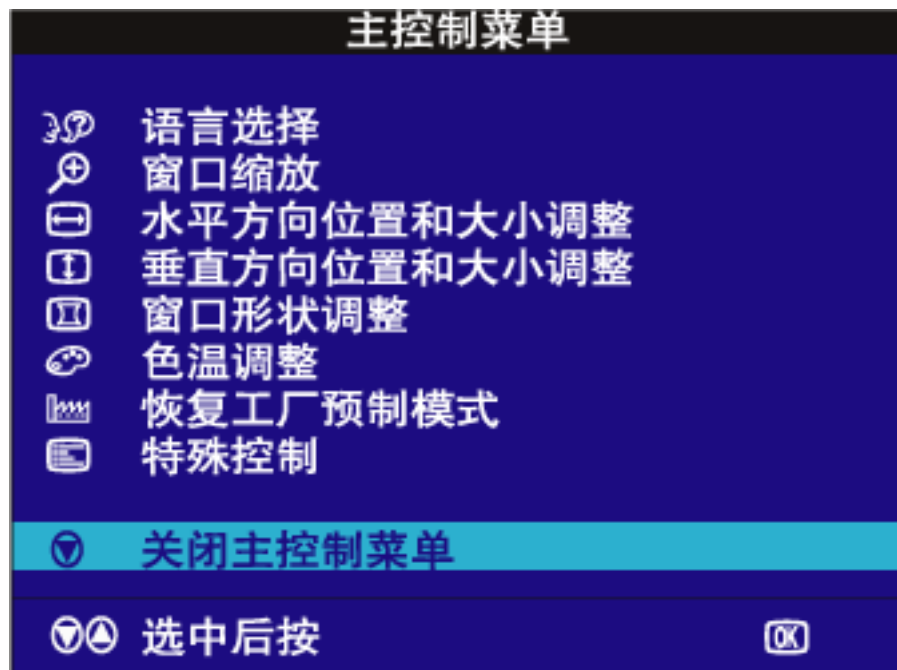 主控制菜单
语言选择
窗口缩放
水平方向位置和大小调整
垂直方向位置和大小调整
窗口形状调整
色温调整
恢复工厂预制模式
特殊控制
关闭主控制菜单
选中后按 OK